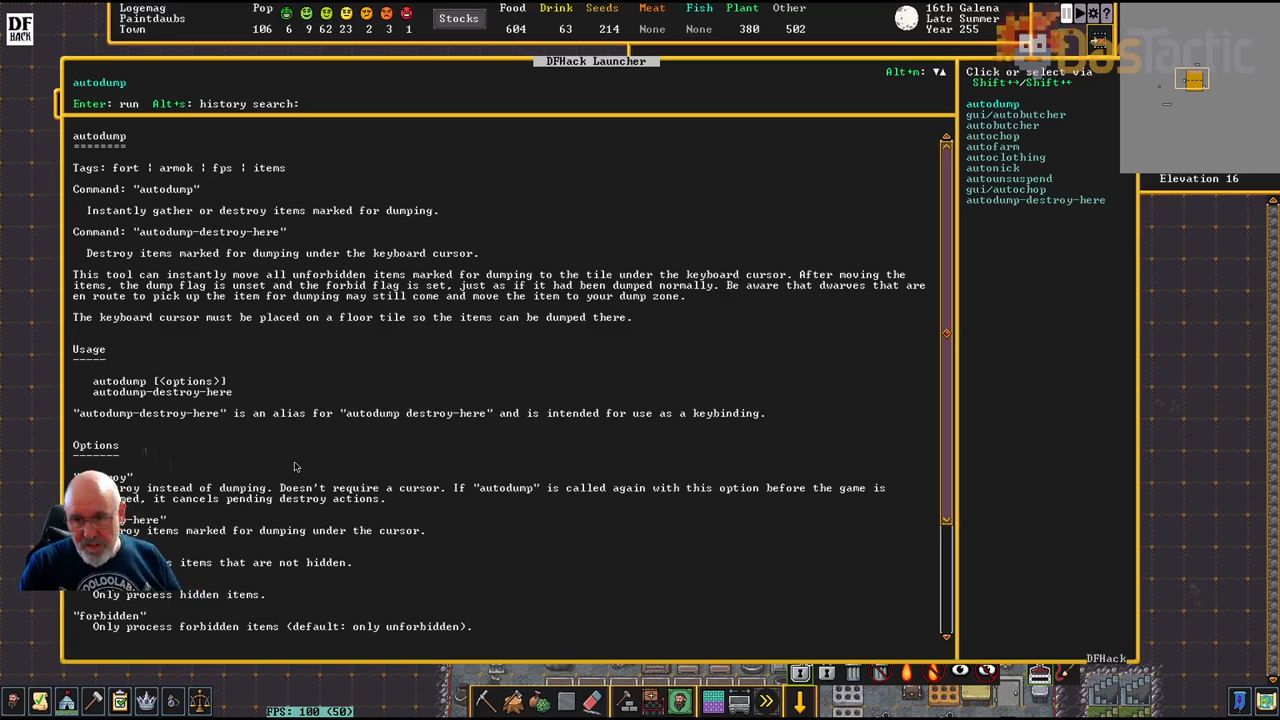 DF
HACK
Logemag
Paintdaubs
Town
Pop
106 6 9 62 23 2 3 1
Stocks
Food Drink Seeds Meat Fish Plant Other
604 63 214 None None 380 502
16th Galena
Late Summer
Year 255
DasTactic
DFHack Launcher
autodump
Alt+m:
Enter: run Alt+s: history search:
Click or select via
Shift+→/Shift+←
autodump
gui/autobutcher
autobutcher
autochop
autofarm
autoclothing
autonick
autounsuspend
gui/autochop
autodump-destroy-here
Elevation 16
autodump
========
Tags: fort | armok | fps | items
Command: "autodump"
Instantly gather or destroy items marked for dumping.
Command: "autodump-destroy-here"
Destroy items marked for dumping under the keyboard cursor.
This tool can instantly move all unforbidden items marked for dumping to the tile under the keyboard cursor. After moving the
items, the dump flag is unset and the forbid flag is set, just as if it had been dumped normally. Be aware that dwarves that are
en route to pick up the item for dumping may still come and move the item to your dump zone.
The keyboard cursor must be placed on a floor tile so the items can be dumped there.
Usage
-----
autodump [<options>]
autodump-destroy-here
"autodump-destroy-here" is an alias for "autodump destroy-here" and is intended for use as a keybinding.
Options
-------
oy"
oy instead of dumping. Doesn't require a cursor. If "autodump" is called again with this option before the game is
ed, it cancels pending destroy actions.
y-here"
roy items marked for dumping under the cursor.
s items that are not hidden.
Only process hidden items.
"forbidden"
Only process forbidden items (default: only unforbidden).
DFHack
FPS: 100 (50)